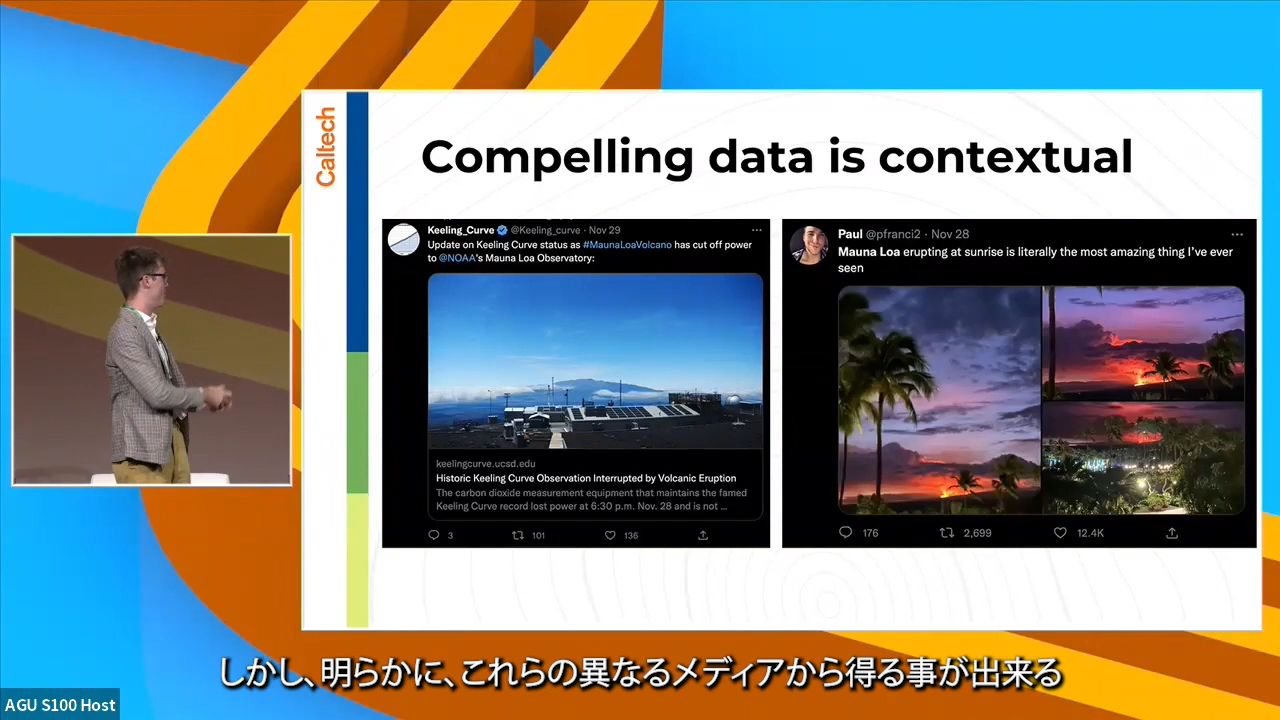 Caltech
Compelling data is contextual
Keeling_Curve @Keeling_curve · Nov 29
Update on Keeling Curve status as #MaunaLoaVolcano has cut off power
to @NOAA's Mauna Loa Observatory:
keelingcurve.ucsd.edu
Historic Keeling Curve Observation Interrupted by Volcanic Eruption
The carbon dioxide measurement equipment that maintains the famed
Keeling Curve record lost power at 6:30 p.m. Nov. 28 and is not ...
3 101 136
Paul @pfranci2 · Nov 28
Mauna Loa erupting at sunrise is literally the most amazing thing I've ever
seen
176 2,699 12.4K
しかし、明らかに、これらの異なるメディアから得る事が出来る
AGU S100 Host